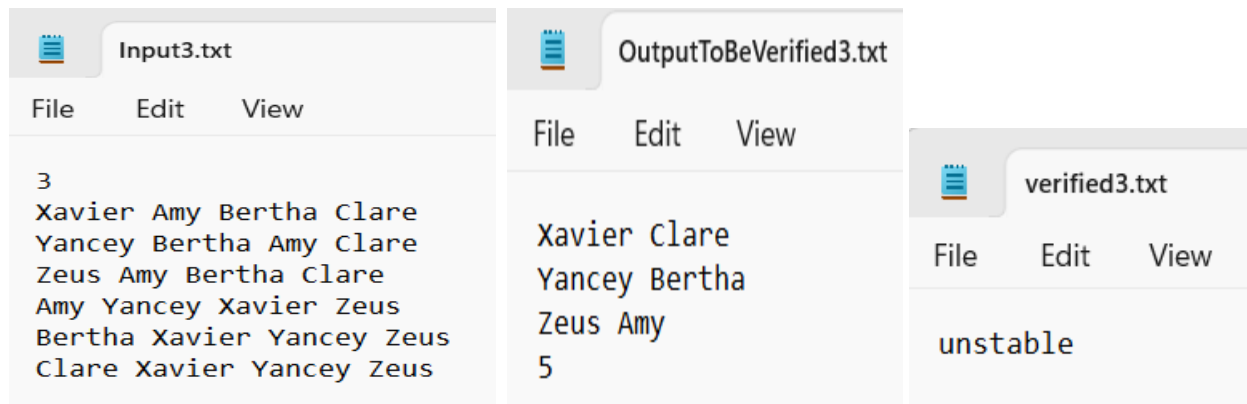 Input3.txt
File Edit View
3
Xavier Amy Bertha Clare
Yancey Bertha Amy Clare
Zeus Amy Bertha Clare
Amy Yancey Xavier Zeus
Bertha Xavier Yancey Zeus
Clare Xavier Yancey Zeus
OutputToBeVerified3.txt
File Edit View
Xavier Clare
Yancey Bertha
Zeus Amy
5
verified3.txt
File Edit View
unstable